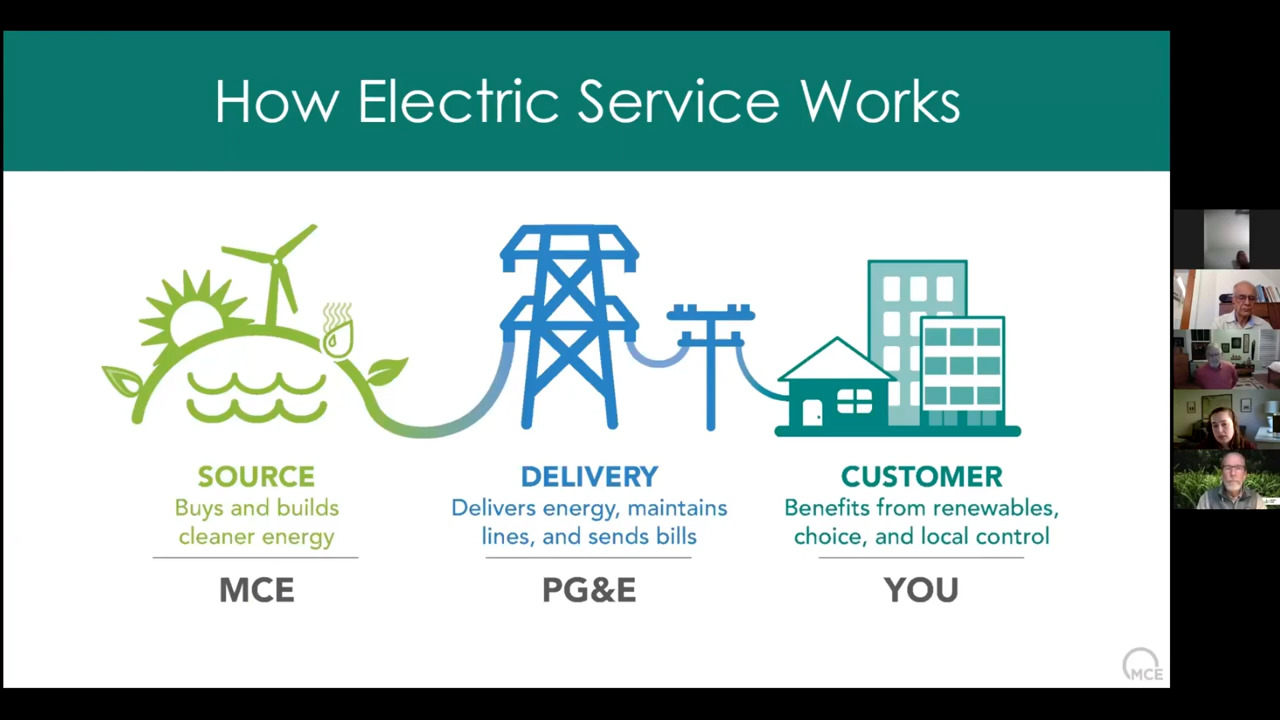 How Electric Service Works
SOURCE
Buys and builds
cleaner energy
MCE
DELIVERY
Delivers energy, maintains
lines, and sends bills
PG&E
CUSTOMER
Benefits from renewables,
choice, and local control
YOU
MCE